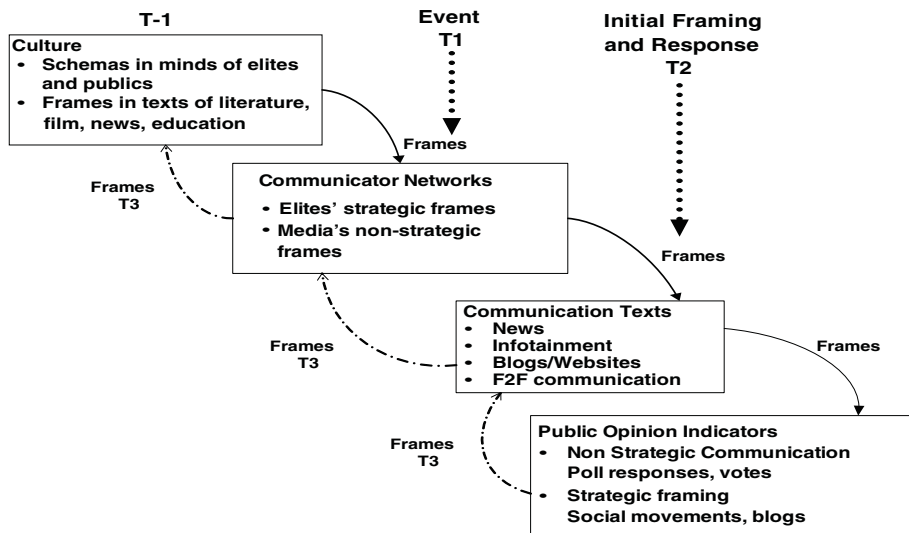 T-1
Event
T1
Initial Framing
and Response
T2
Culture
• Schemas in minds of elites
and publics
• Frames in texts of literature,
film, news, education
Frames
Frames
T3
Communicator Networks
• Elites' strategic frames
• Media's non-strategic
frames
Frames
Communication Texts
• News
• Infotainment
• Blogs/Websites
• F2F communication
Frames
T3
Frames
Public Opinion Indicators
• Non Strategic Communication
Poll responses, votes
• Strategic framing
Social movements, blogs
Frames
T3